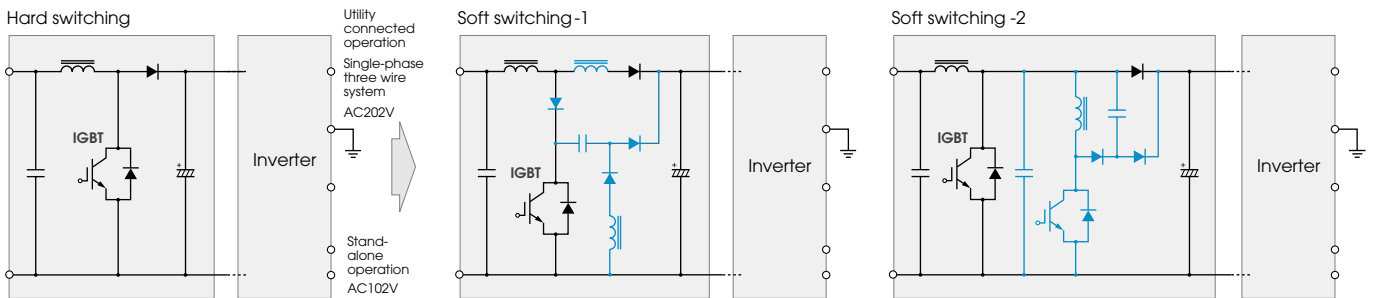 Hard switching
IGBT
+
Inverter
Utility
connected
operation
Single-phase
three wire
system
AC202V
Stand-
alone
operation
AC102V
Soft switching -1
IGBT
+
Inverter
Soft switching -2
IGBT
+
Inverter